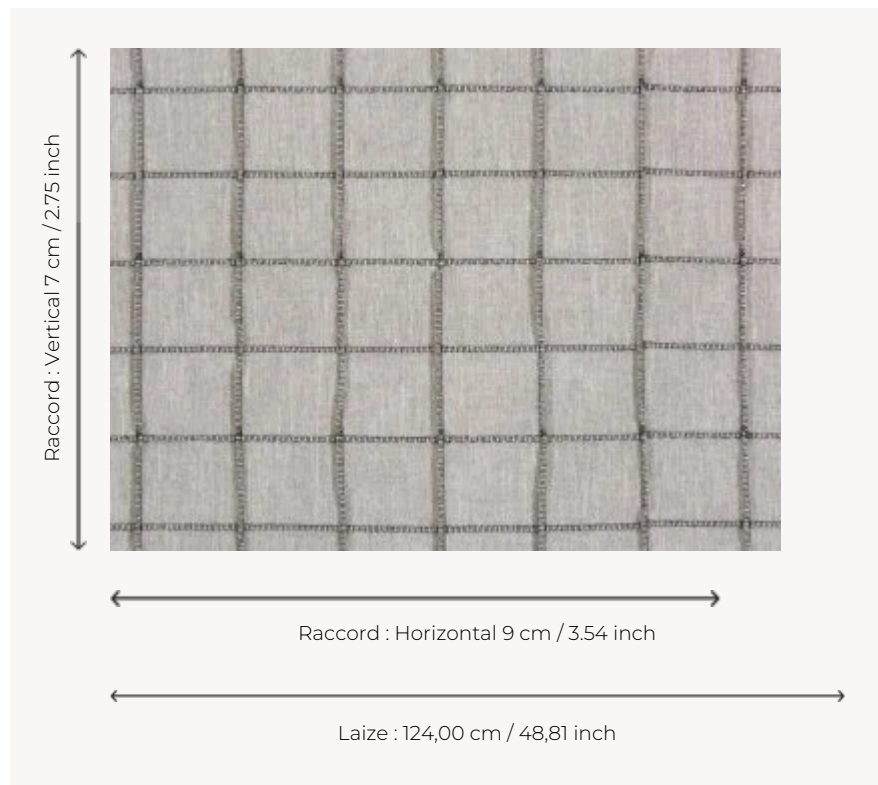 Raccord : Vertical 7 cm / 2.75 inch
Raccord : Horizontal 9 cm / 3.54 inch
Laize : 124,00 cm / 48,81 inch